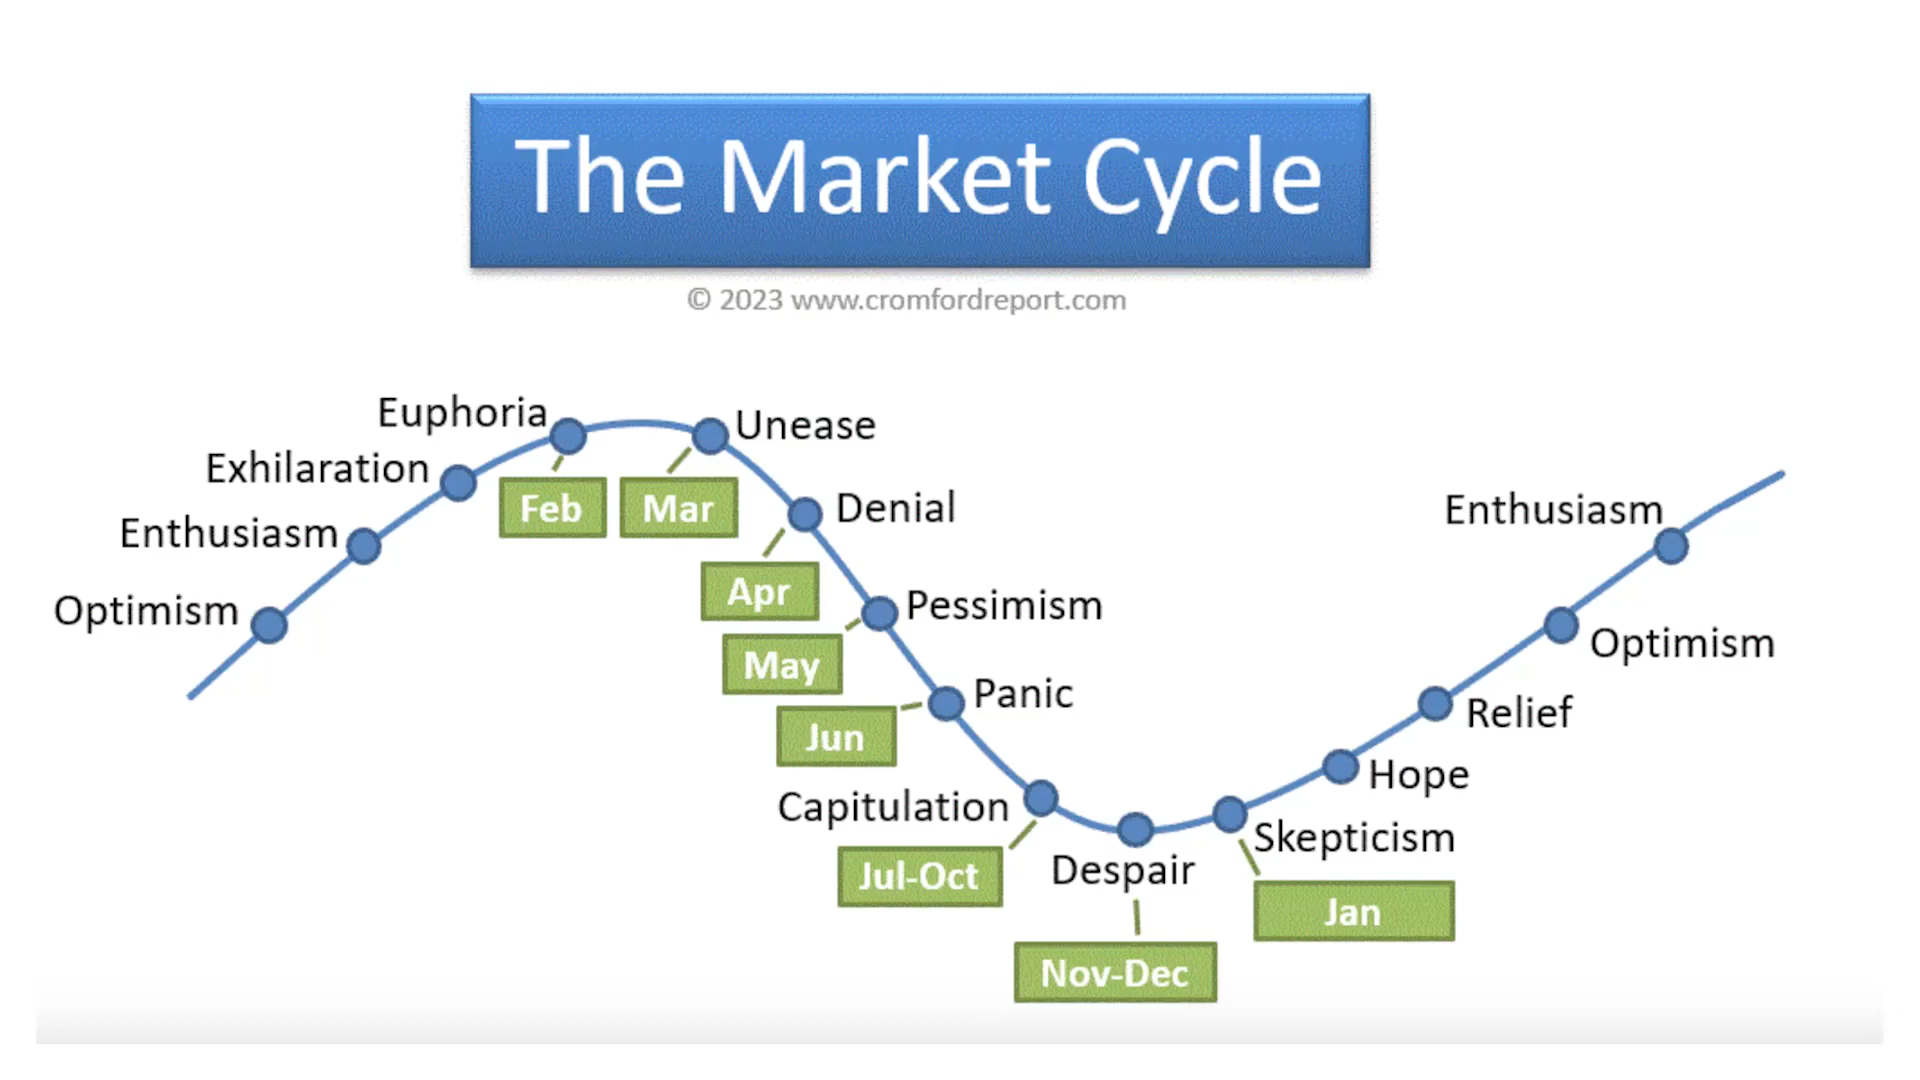 The Market Cycle
© 2023 www.cromfordreport.com
Euphoria
Unease
Exhilaration
Feb
Mar
Denial
Enthusiasm
Enthusiasm
Apr
Optimism
Pessimism
Optimism
May
Panic
Relief
Jun
Hope
Capitulation
Skepticism
Despair
Jul-Oct
Jan
Nov-Dec